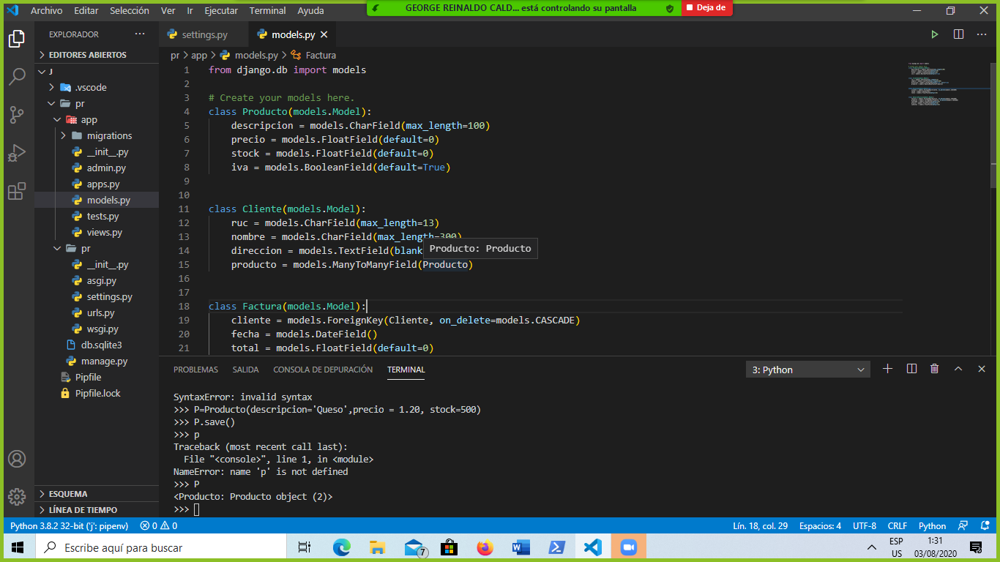 GEORGE REINALDO CALD... está controlando su pantalla
Deja de
Archivo Editar Selección Ver Ir Ejecutar Terminal Ayuda
EXPLORADOR
settings.py
models.py
EDITORES ABIERTOS
J
.vscode
pr
app
migrations
__init__.py
admin.py
apps.py
models.py
tests.py
views.py
pr
__init__.py
asgi.py
settings.py
urls.py
wsgi.py
db.sqlite3
manage.py
Pipfile
Pipfile.lock
ESQUEMA
LÍNEA DE TIEMPO
pr > app > models.py > Factura
1 from django.db import models
2
3 # Create your models here.
4 class Producto(models.Model):
5 descripcion = models.CharField(max_length=100)
6 precio = models.FloatField(default=0)
7 stock = models.FloatField(default=0)
8 iva = models.BooleanField(default=True)
9
10
11 class Cliente(models.Model):
12 ruc = models.CharField(max_length=13)
13 nombre = models.CharField(max_length=300)
14 direccion = models.TextField(blank
Producto: Producto
15 producto = models.ManyToManyField(Producto)
16
17
18 class Factura(models.Model):
19 cliente = models.ForeignKey(Cliente, on_delete=models.CASCADE)
20 fecha = models.DateField()
21 total = models.FloatField(default=0)
PROBLEMAS SALIDA CONSOLA DE DEPURACIÓN TERMINAL
3: Python
SyntaxError: invalid syntax
>>> P=Producto(descripcion='Queso',precio = 1.20, stock=500)
>>> P.save()
>>> p
Traceback (most recent call last):
File "<console>", line 1, in <module>
NameError: name 'p' is not defined
>>> P
<Producto: Producto object (2)>
>>>
Python 3.8.2 32-bit ('j': pipenv) 0 0
Lín. 18, col. 29 Espacios: 4 UTF-8 CRLF Python
Escribe aquí para buscar
7
ESP
US
1:31
03/08/2020